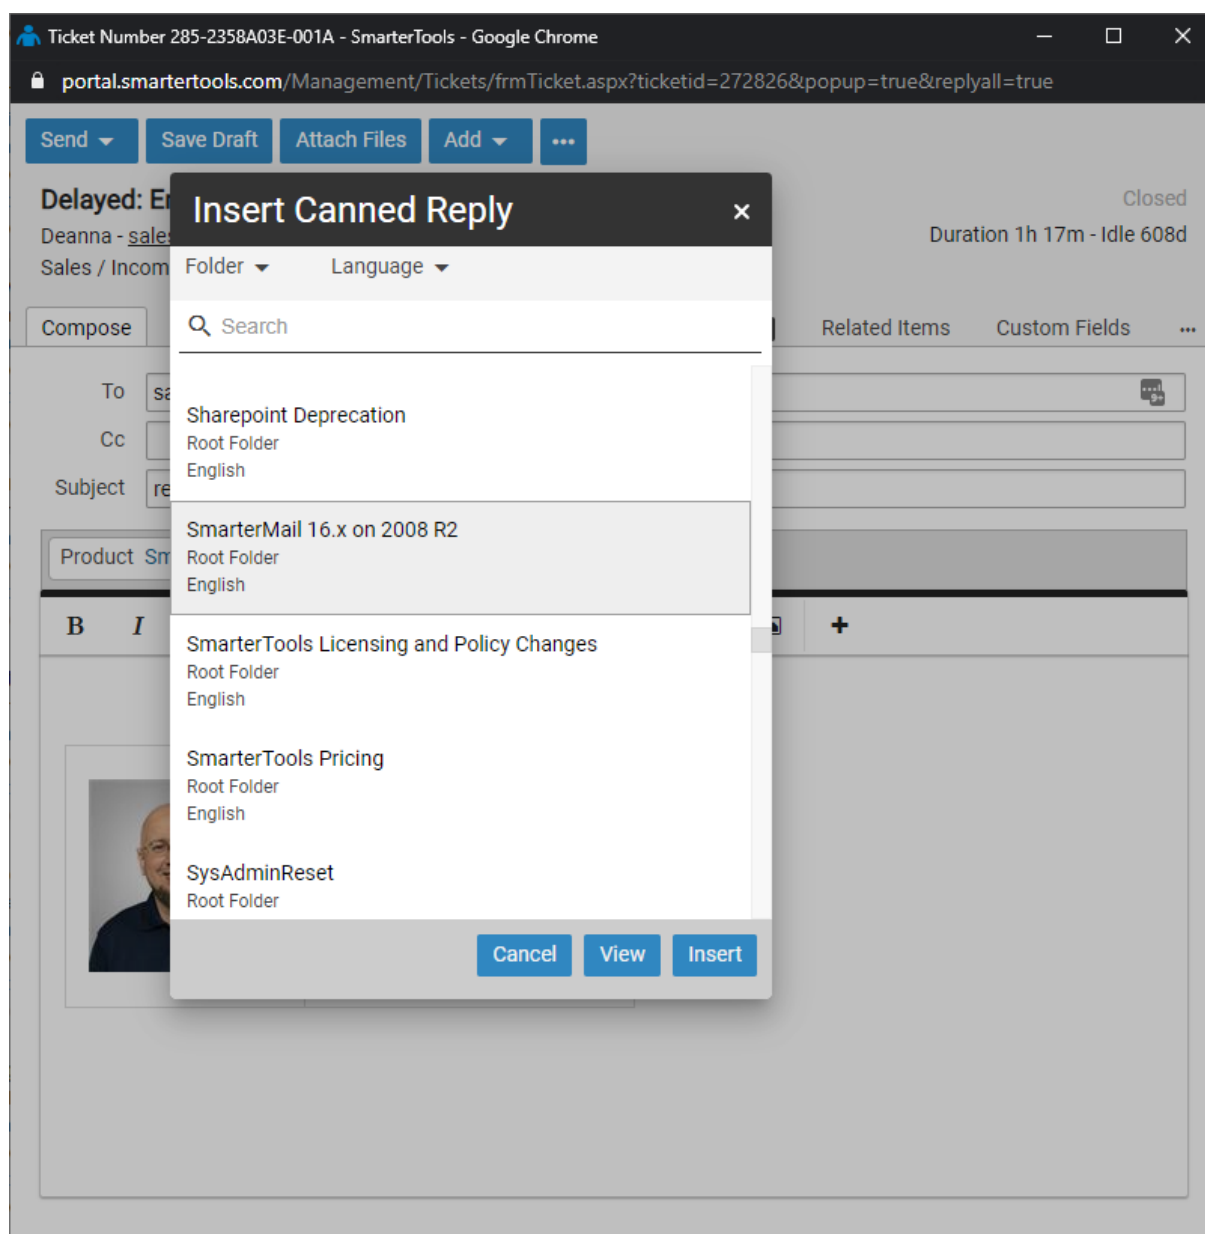 Ticket Number 285-2358A03E-001A - SmarterTools - Google Chrome
portal.smartertools.com/Management/Tickets/frmTicket.aspx?ticketid=272826&popup=true&replyall=true
Send Save Draft Attach Files Add
Delayed: Insert Canned Reply Closed
Deanna - Duration 1h 17m - Idle 608d
Sales / Folder Language
Compose Search Related Items Custom Fields
To
Sharepoint Deprecation
Cc Root Folder
English
Subject re
SmarterMail 16.x on 2008 R2
Product Root Folder
English
B I
SmarterTools Licensing and Policy Changes
Root Folder
English
SmarterTools Pricing
Root Folder
English
SysAdminReset
Root Folder
Cancel View Insert